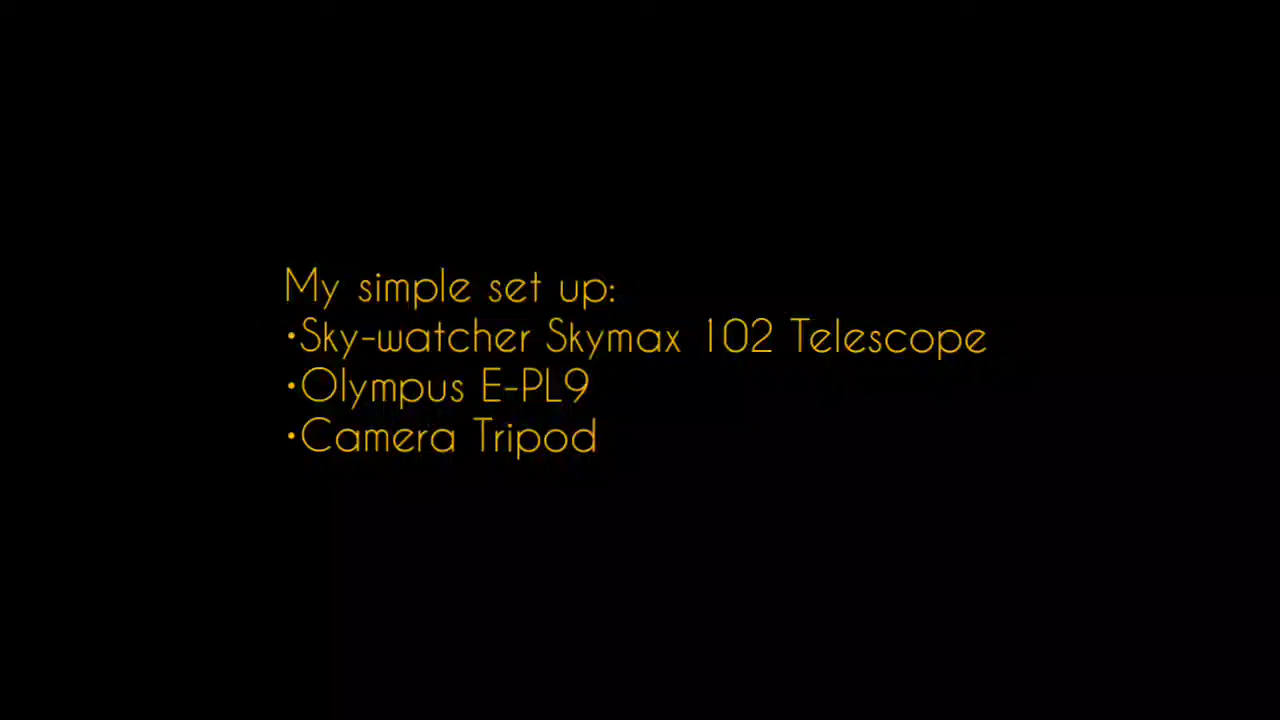 My simple set up:
•Sky-watcher Skymax 102 Telescope
•Olympus E-PL9
•Camera Tripod